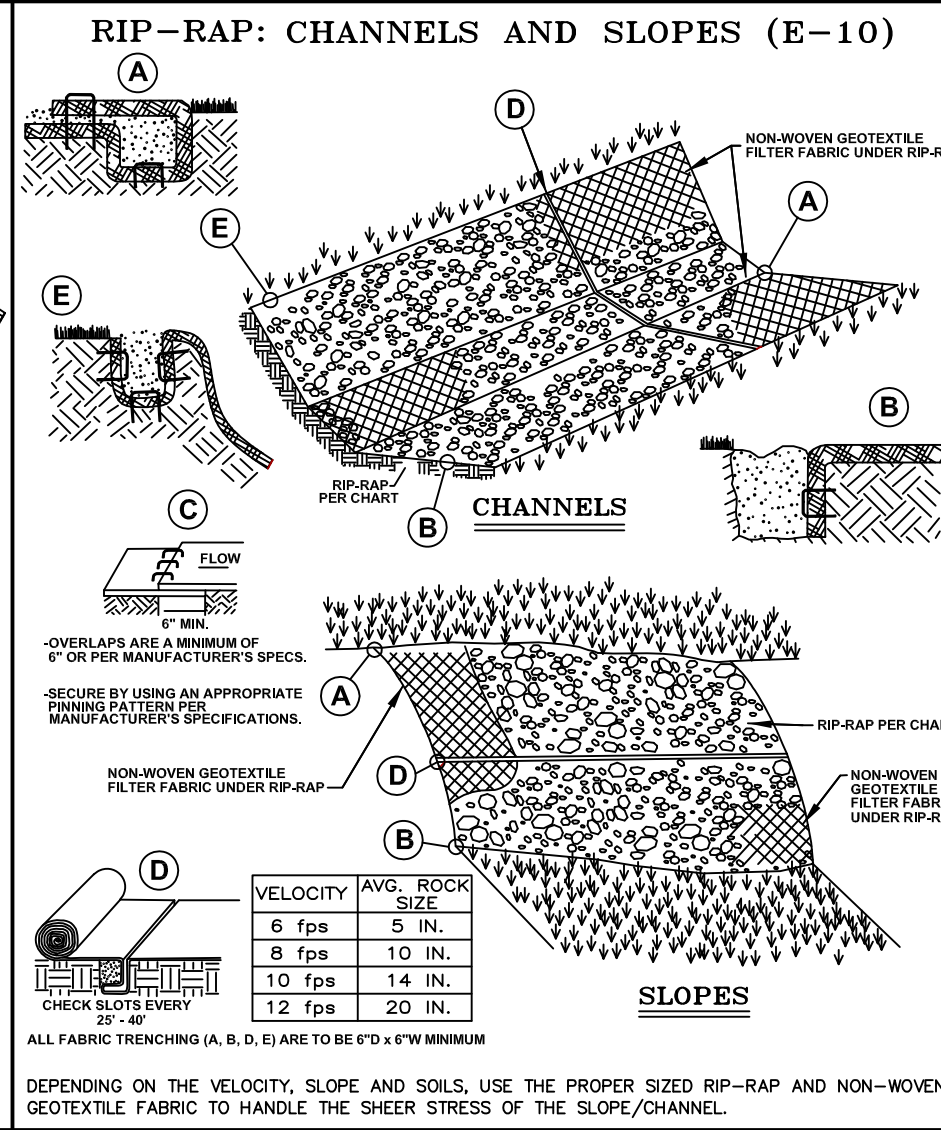 RIP-RAP: CHANNELS AND SLOPES (E-10)
A
D
NON-WOVEN GEOTEXTILE
FILTER FABRIC UNDER RIP-R
A
E
E
B
RIP-RAP
PER CHART
B
CHANNELS
C
FLOW
6" MIN.
-OVERLAPS ARE A MINIMUM OF
6" OR PER MANUFACTURER'S SPECS.
-SECURE BY USING AN APPROPRIATE
PINNING PATTERN PER
MANUFACTURER'S SPECIFICATIONS.
A
RIP-RAP PER CHAR
NON-WOVEN GEOTEXTILE
FILTER FABRIC UNDER RIP-RAP
D
NON-WOVEN
GEOTEXTILE
FILTER FABR
UNDER RIP-R
B
SLOPES
D
CHECK SLOTS EVERY
25' - 40'
VELOCITY AVG. ROCK
SIZE
6 fps 5 IN.
8 fps 10 IN.
10 fps 14 IN.
12 fps 20 IN.
ALL FABRIC TRENCHING (A, B, D, E) ARE TO BE 6"D x 6"W MINIMUM
DEPENDING ON THE VELOCITY, SLOPE AND SOILS, USE THE PROPER SIZED RIP-RAP AND NON-WOVEN
GEOTEXTILE FABRIC TO HANDLE THE SHEER STRESS OF THE SLOPE/CHANNEL.